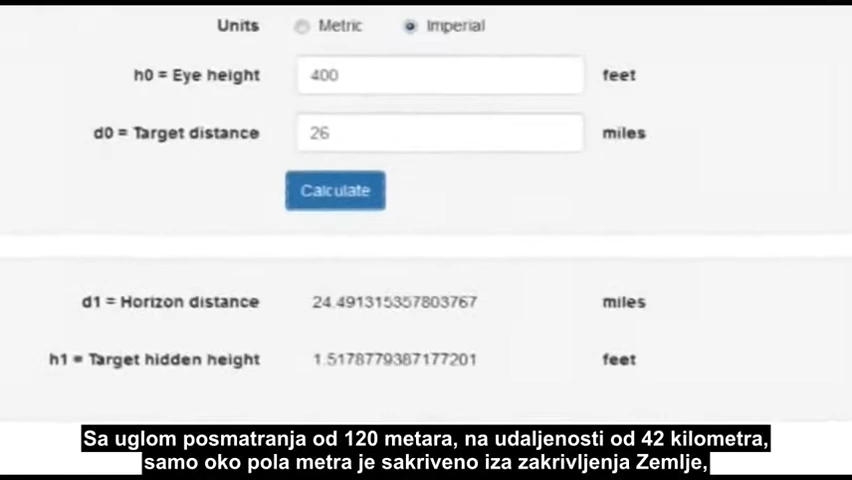 Units Metric Imperial
h0 = Eye height 400 feet
d0 = Target distance 26 miles
Calculate
d1 = Horizon distance 24.491315357803767 miles
h1 = Target hidden height 1.5178779387177201 feet
Sa uglom posmatranja od 120 metara, na udaljenosti od 42 kilometra,
samo oko pola metra je sakriveno iza zakrivljenja Zemlje,